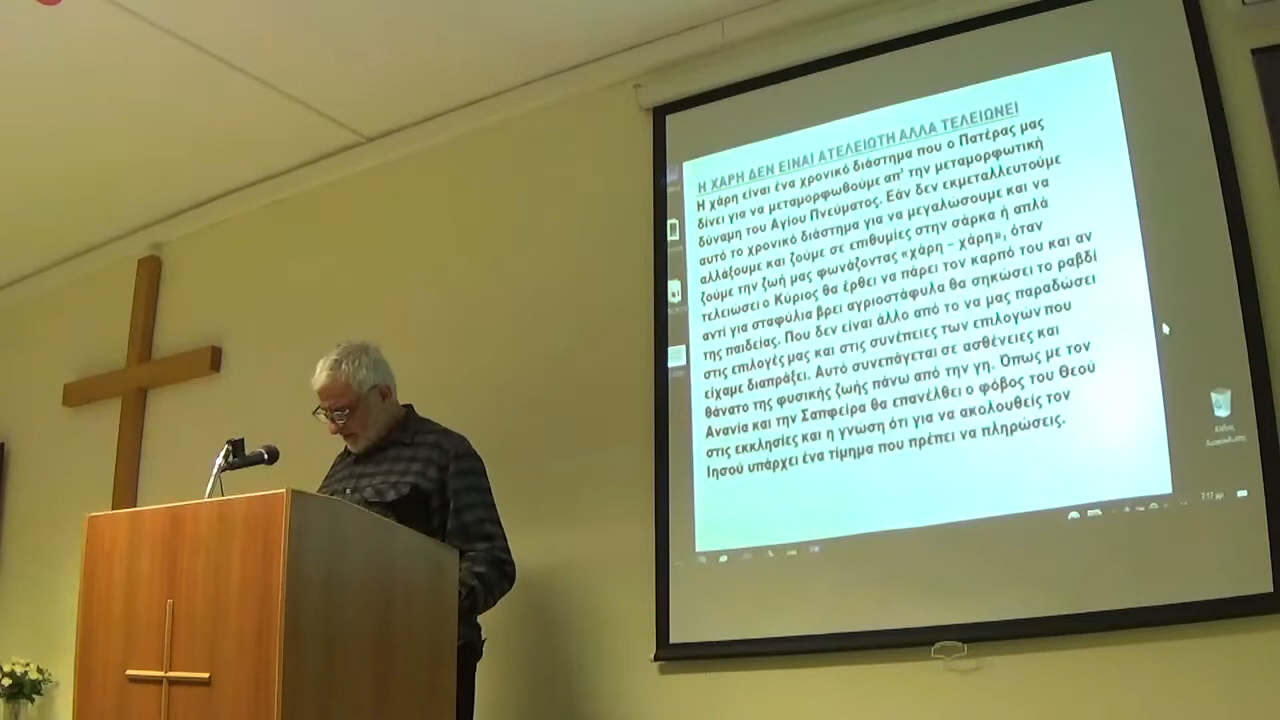 Η ΧΑΡΗ ΔΕΝ ΕΙΝΑΙ ΑΤΕΛΕΙΩΤΗ ΑΛΛΑ ΤΕΛΕΙΩΝΕΙ
Η χάρη είναι ένα χρονικό διάστημα που ο Πατέρας μας
δίνει για να μεταμορφωθούμε απ' την μεταμορφωτική
δύναμη του Αγίου Πνεύματος. Εάν δεν εκμεταλλευτούμε
αυτό το χρονικό διάστημα για να μεγαλώσουμε και να
αλλάξουμε και ζούμε σε επιθυμίες στην σάρκα ή απλά
ζούμε την ζωή μας φωνάζοντας «χάρη – χάρη», όταν
τελειώσει ο Κύριος θα έρθει να πάρει τον καρπό του και αν
αντί για σταφύλια βρει αγριοστάφυλα θα σηκώσει το ραβδί
της παιδείας. Που δεν είναι άλλο από το να μας παραδώσει
στις επιλογές μας και στις συνέπειες των επιλογών που
είχαμε διαπράξει. Αυτό συνεπάγεται σε ασθένειες και
θάνατο της φυσικής ζωής πάνω από την γη. Όπως με τον
Ανανία και την Σαπφείρα θα επανέλθει ο φόβος του Θεού
στις εκκλησίες και η γνώση ότι για να ακολουθείς τον
Ιησού υπάρχει ένα τίμημα που πρέπει να πληρώσεις.
7:17 μμ